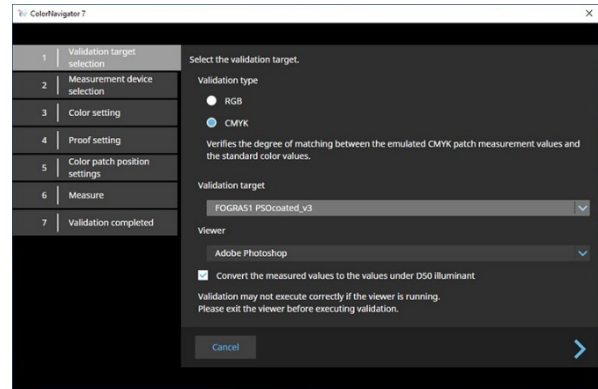 ColorNavigator 7
1 Validation target
selection
2 Measurement device
selection
3 Color setting
4 Proof setting
5 Color patch position
settings
6 Measure
7 Validation completed
Select the validation target.
Validation type
RGB
CMYK
Verifies the degree of matching between the emulated CMYK patch measurement values and
the standard color values.
Validation target
FOGRA51 PSOcoated_v3
Viewer
Adobe Photoshop
Convert the measured values to the values under D50 illuminant
Validation may not execute correctly if the viewer is running.
Please exit the viewer before executing validation.
Cancel